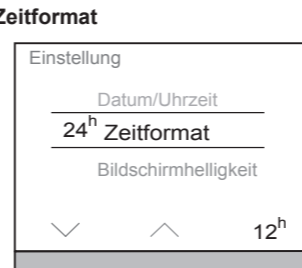 Zeitformat
Einstellung
Datum/Uhrzeit
24h Zeitformat
Bildschirmhelligkeit
12h